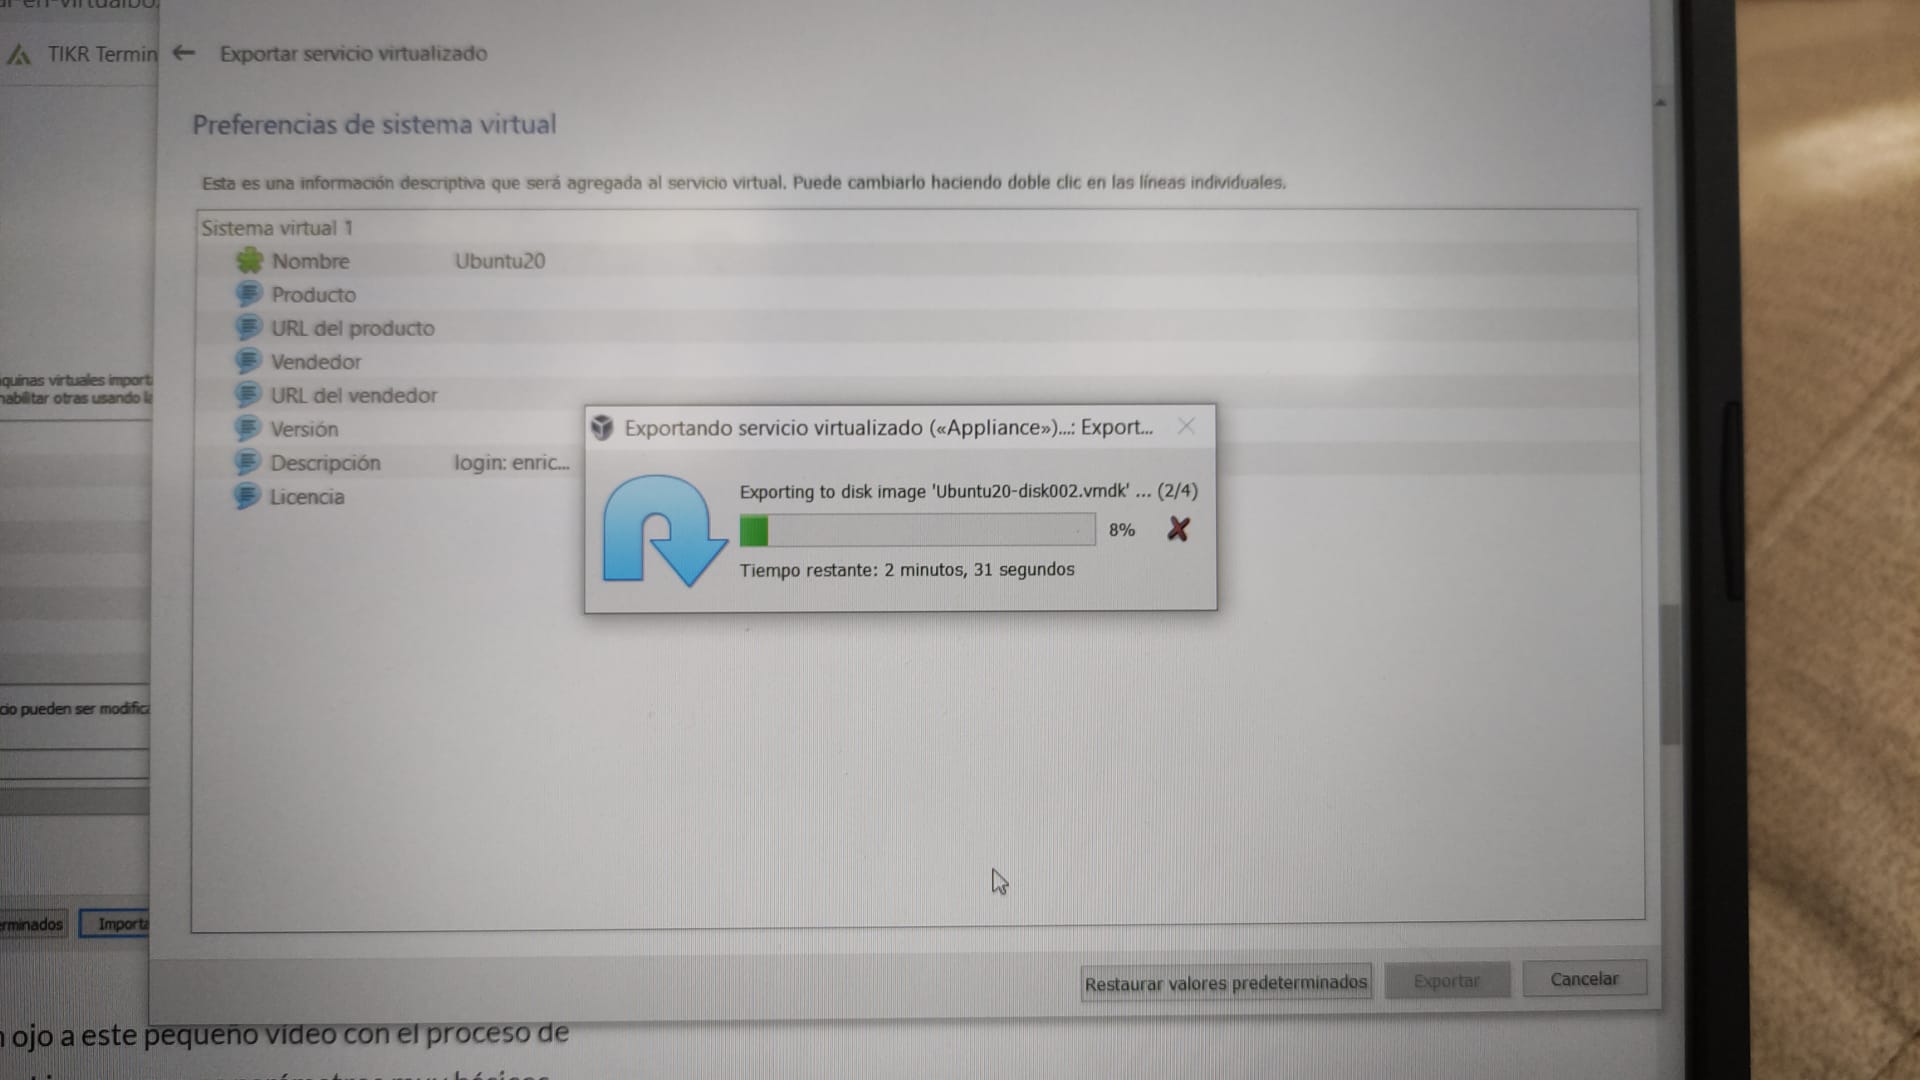 TIKR Termin
← Exportar servicio virtualizado
Preferencias de sistema virtual
Esta es una información descriptiva que será agregada al servicio virtual. Puede cambiarlo haciendo doble clic en las líneas individuales.
Sistema virtual 1
Nombre Ubuntu20
Producto
URL del producto
Vendedor
URL del vendedor
Versión
Descripción login: enric...
Licencia
Exportando servicio virtualizado («Appliance»)...: Export...
Exporting to disk image 'Ubuntu20-disk002.vmdk' ... (2/4)
8%
Tiempo restante: 2 minutos, 31 segundos
quinas virtuales import
habilitar otras usando la
cio pueden ser modific
erminados Importa
Restaurar valores predeterminados Exportar Cancelar
ojo a este pequeño vídeo con el proceso de